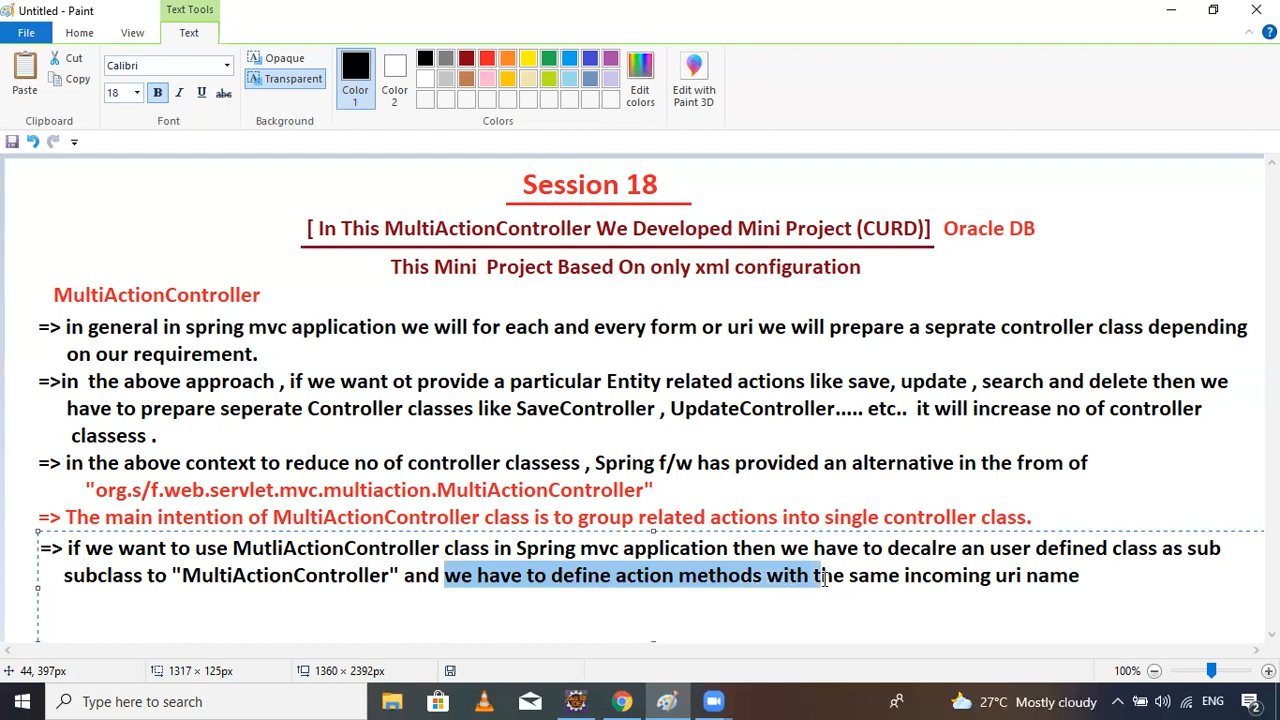 Untitled - Paint
Text Tools
File
Home
View
Text
Paste
Cut
Copy
Clipboard
Calibri
18
B I U abc
Font
Opaque
Transparent
Background
Color 1
Color 2
Edit colors
Colors
Edit with Paint 3D
Session 18
[ In This MultiActionController We Developed Mini Project (CURD)] Oracle DB
This Mini Project Based On only xml configuration
MultiActionController
=> in general in spring mvc application we will for each and every form or uri we will prepare a seprate controller class depending
on our requirement.
=>in the above approach , if we want ot provide a particular Entity related actions like save, update , search and delete then we
have to prepare seperate Controller classes like SaveController , UpdateController..... etc.. it will increase no of controller
classess .
=> in the above context to reduce no of controller classess , Spring f/w has provided an alternative in the from of
"org.s/f.web.servlet.mvc.multiaction.MultiActionController"
=> The main intention of MultiActionController class is to group related actions into single controller class.
=> if we want to use MutliActionController class in Spring mvc application then we have to decalre an user defined class as sub
subclass to "MultiActionController" and we have to define action methods with the same incoming uri name
44, 397px
1317 × 125px
1360 × 2392px
100%
Type here to search
27°C Mostly cloudy
ENG
2